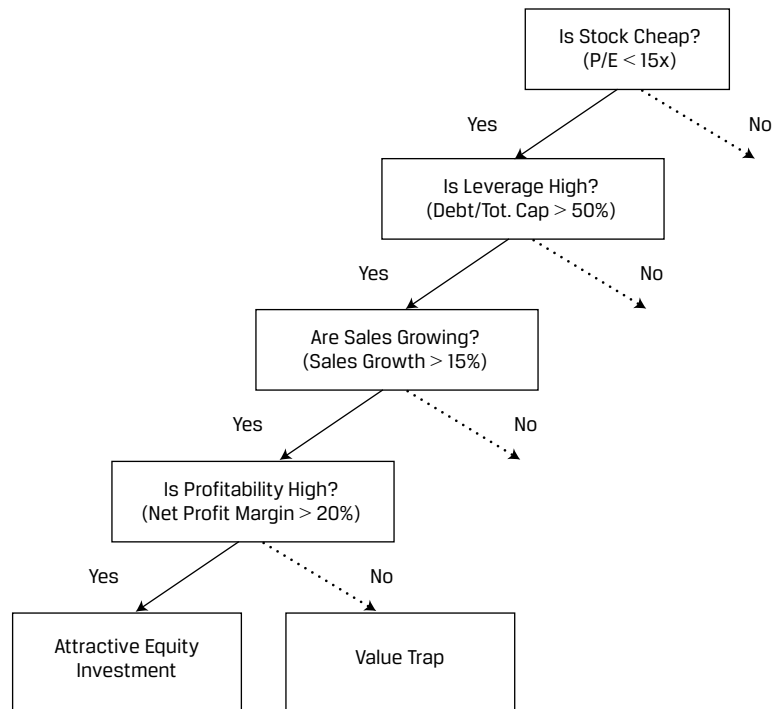 Is Stock Cheap?
(P/E < 15x)
Yes
No
Is Leverage High?
(Debt/Tot. Cap > 50%)
Yes
No
Are Sales Growing?
(Sales Growth > 15%)
Yes
No
Is Profitability High?
(Net Profit Margin > 20%)
Yes
No
Attractive Equity
Investment
Value Trap